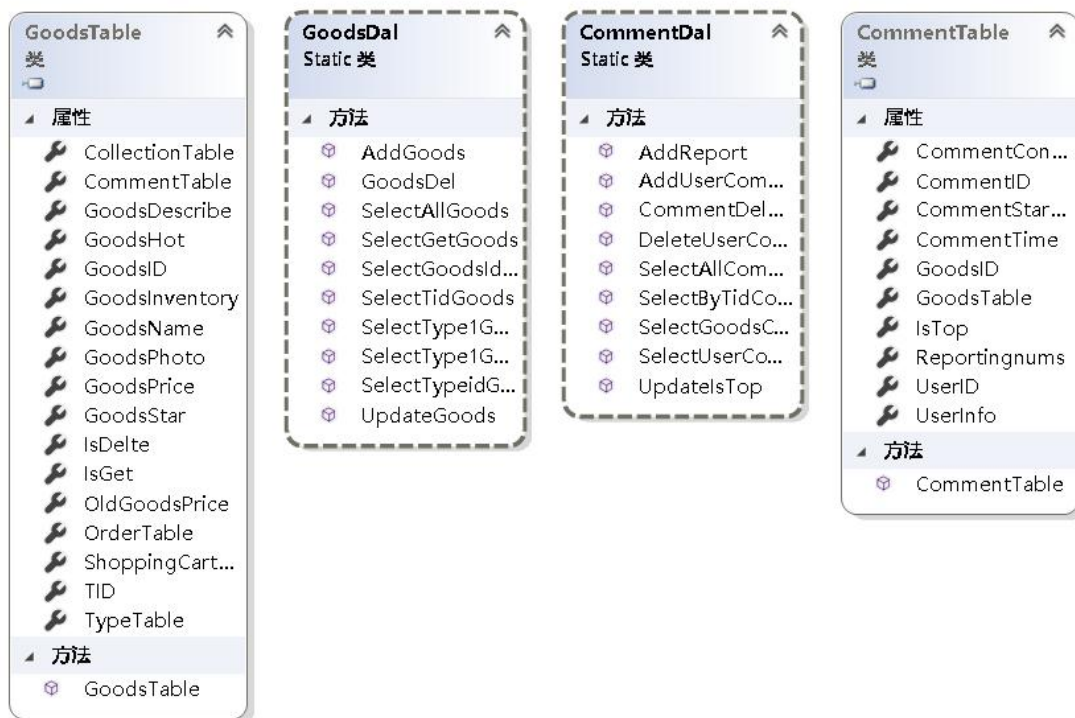 GoodsTable
类
属性
CollectionTable
CommentTable
GoodsDescribe
GoodsHot
GoodsID
GoodsInventory
GoodsName
GoodsPhoto
GoodsPrice
GoodsStar
IsDelte
IsGet
OldGoodsPrice
OrderTable
ShoppingCart...
TID
TypeTable
方法
GoodsTable
GoodsDal
Static 类
方法
AddGoods
GoodsDel
SelectAllGoods
SelectGetGoods
SelectGoodsId...
SelectTidGoods
SelectType1G...
SelectType1G...
SelectTypeidG...
UpdateGoods
CommentDal
Static 类
方法
AddReport
AddUserCom...
CommentDel...
DeleteUserCo...
SelectAllCom...
SelectByTidCo...
SelectGoodsC...
SelectUserCo...
UpdateIsTop
CommentTable
类
属性
CommentCon...
CommentID
CommentStar...
CommentTime
GoodsID
GoodsTable
IsTop
Reportingnums
UserID
UserInfo
方法
CommentTable